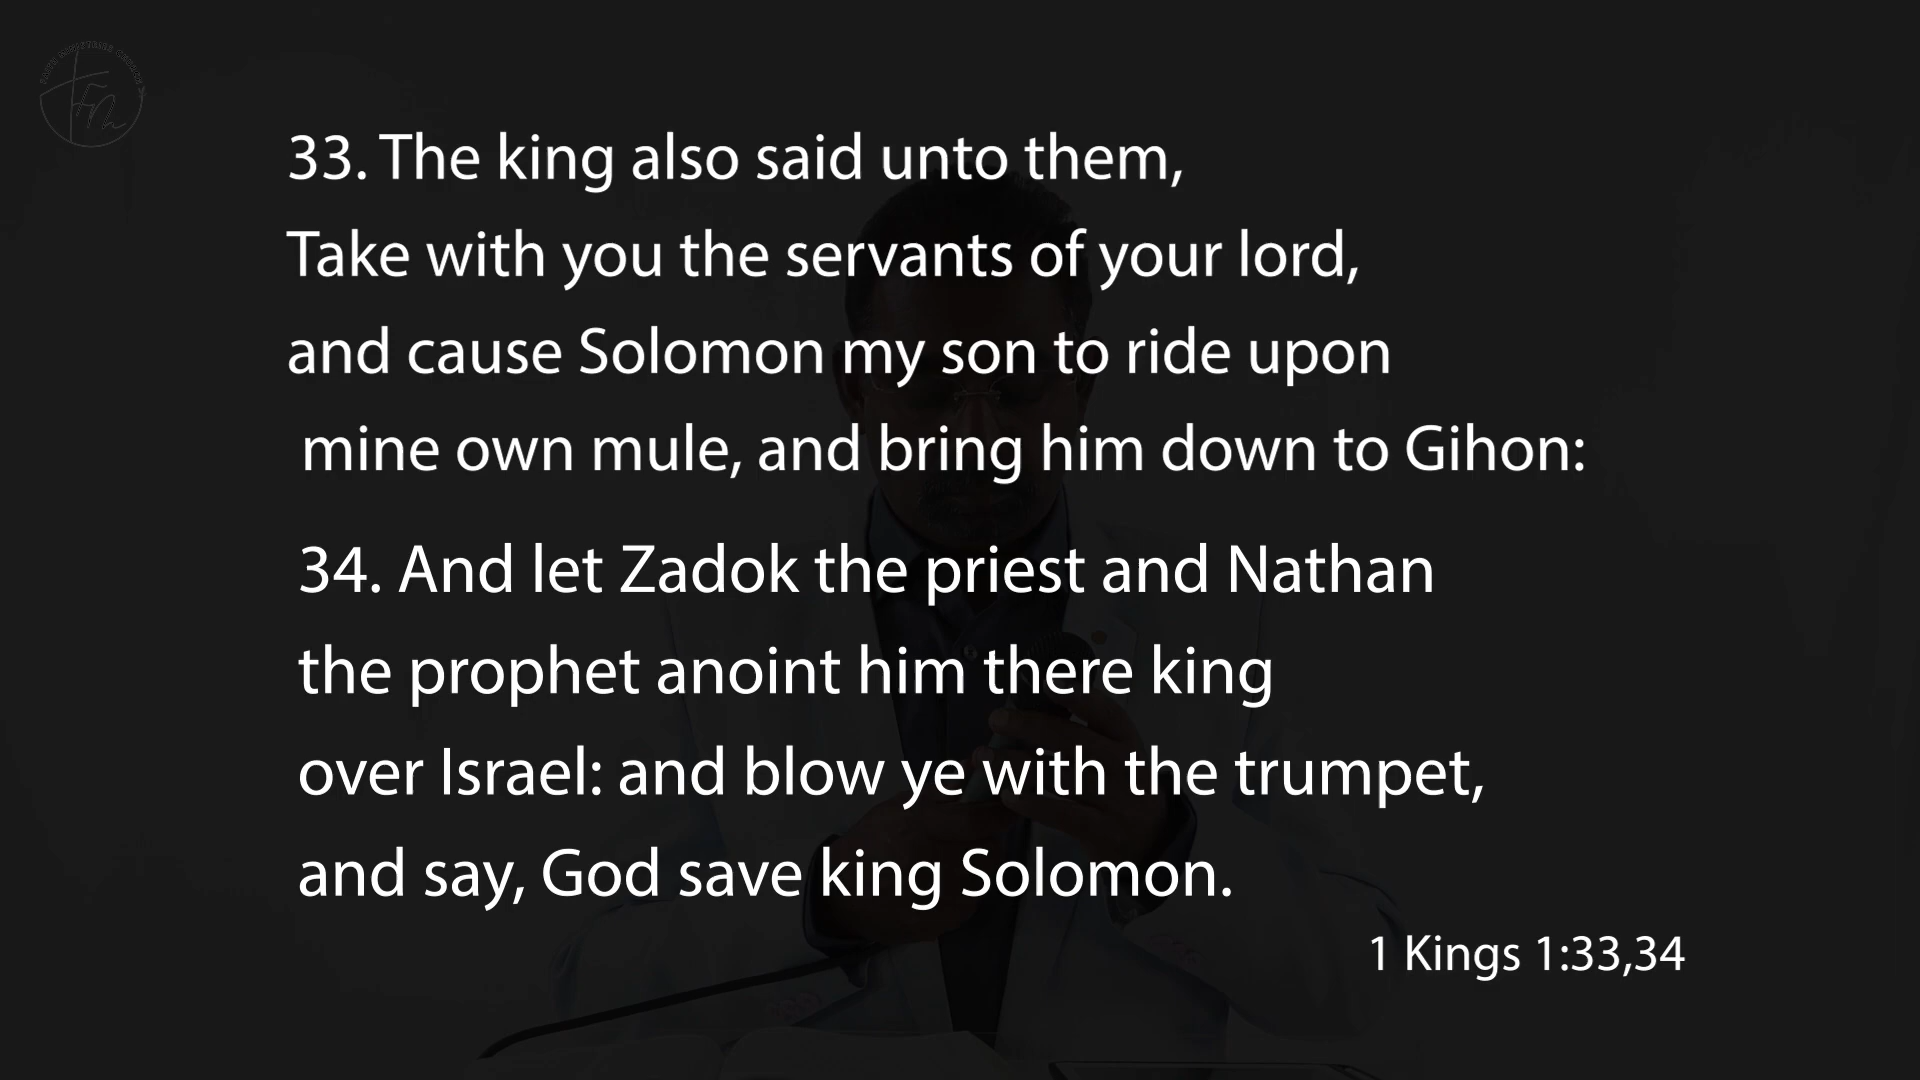 33. The king also said unto them,
Take with you the servants of your lord,
and cause Solomon my son to ride upon
mine own mule, and bring him down to Gihon:
34. And let Zadok the priest and Nathan
the prophet anoint him there king
over Israel: and blow ye with the trumpet,
and say, God save king Solomon.
1 Kings 1:33,34